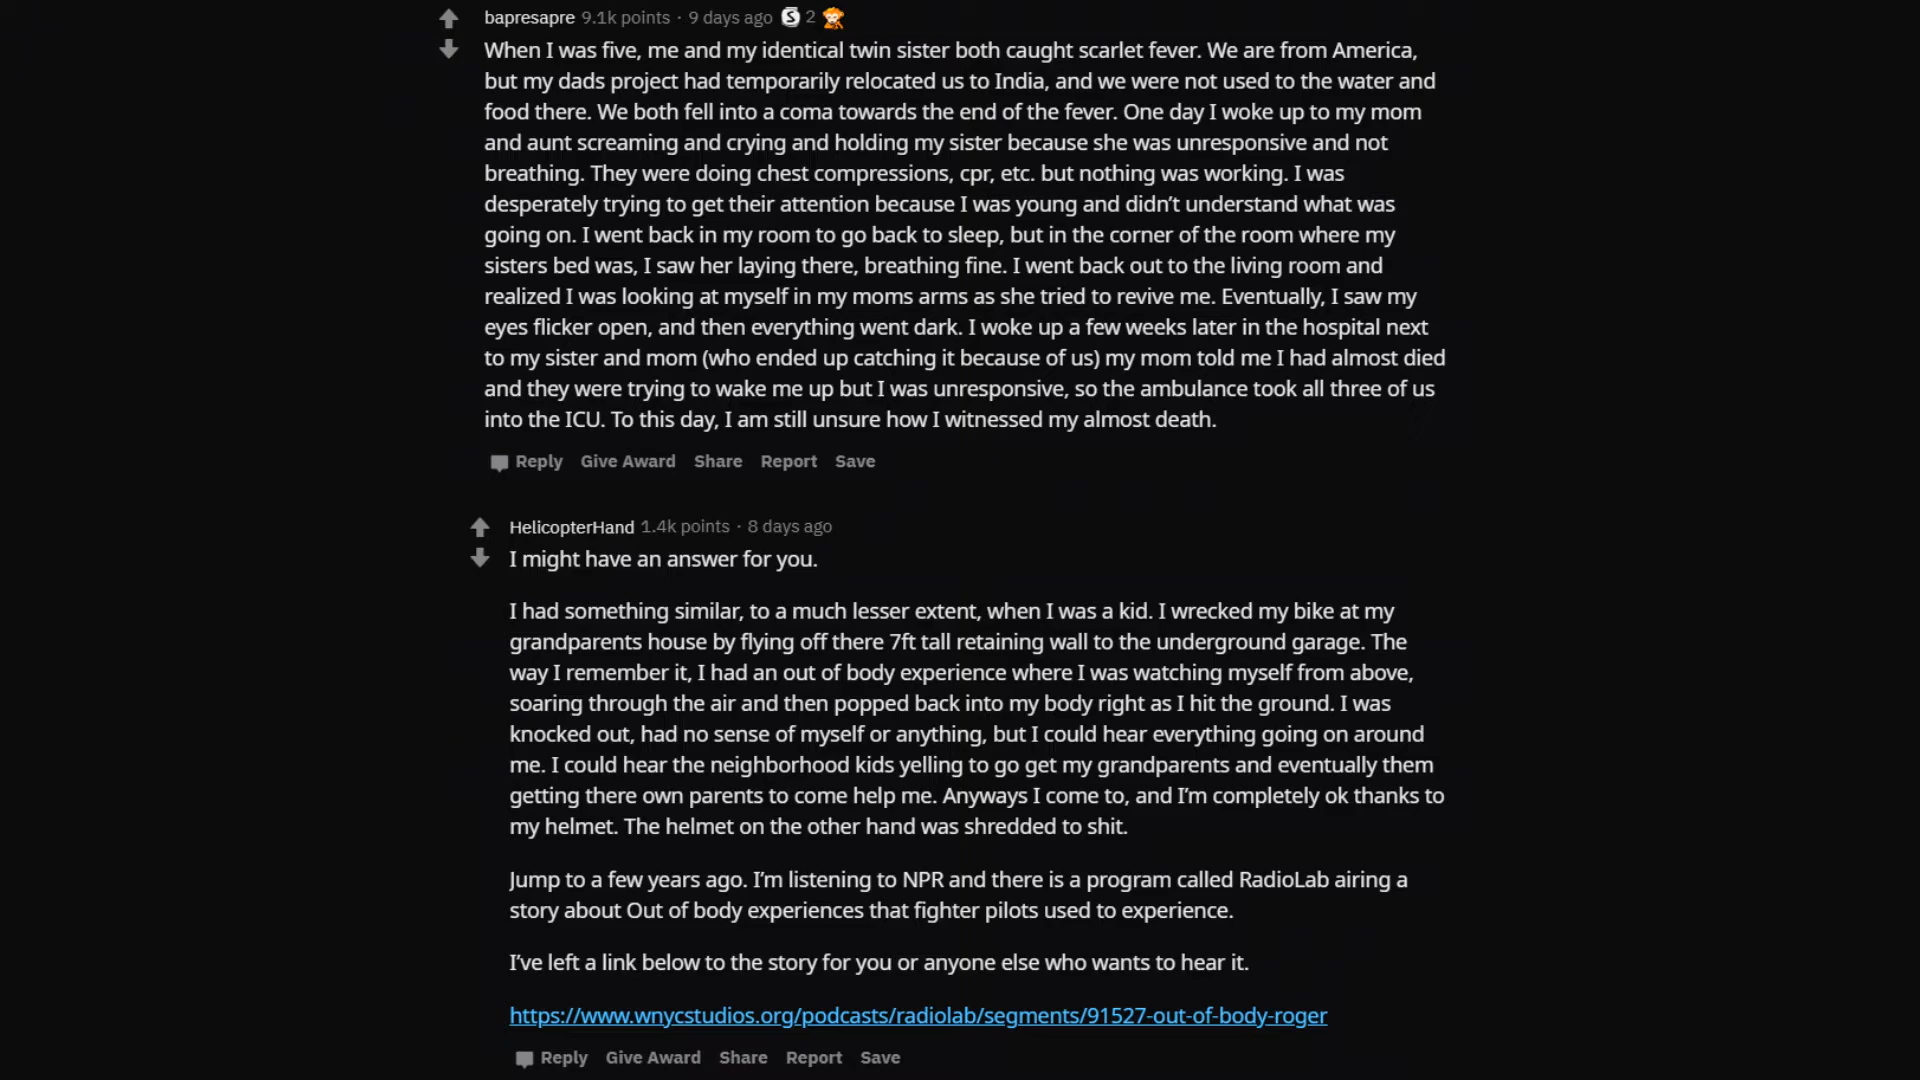 bapresapre 9.1k points · 9 days ago S 2
When I was five, me and my identical twin sister both caught scarlet fever. We are from America,
but my dads project had temporarily relocated us to India, and we were not used to the water and
food there. We both fell into a coma towards the end of the fever. One day I woke up to my mom
and aunt screaming and crying and holding my sister because she was unresponsive and not
breathing. They were doing chest compressions, cpr, etc. but nothing was working. I was
desperately trying to get their attention because I was young and didn’t understand what was
going on. I went back in my room to go back to sleep, but in the corner of the room where my
sisters bed was, I saw her laying there, breathing fine. I went back out to the living room and
realized I was looking at myself in my moms arms as she tried to revive me. Eventually, I saw my
eyes flicker open, and then everything went dark. I woke up a few weeks later in the hospital next
to my sister and mom (who ended up catching it because of us) my mom told me I had almost died
and they were trying to wake me up but I was unresponsive, so the ambulance took all three of us
into the ICU. To this day, I am still unsure how I witnessed my almost death.
Reply Give Award Share Report Save
HelicopterHand 1.4k points · 8 days ago
I might have an answer for you.
I had something similar, to a much lesser extent, when I was a kid. I wrecked my bike at my
grandparents house by flying off there 7ft tall retaining wall to the underground garage. The
way I remember it, I had an out of body experience where I was watching myself from above,
soaring through the air and then popped back into my body right as I hit the ground. I was
knocked out, had no sense of myself or anything, but I could hear everything going on around
me. I could hear the neighborhood kids yelling to go get my grandparents and eventually them
getting there own parents to come help me. Anyways I come to, and I’m completely ok thanks to
my helmet. The helmet on the other hand was shredded to shit.
Jump to a few years ago. I’m listening to NPR and there is a program called RadioLab airing a
story about Out of body experiences that fighter pilots used to experience.
I’ve left a link below to the story for you or anyone else who wants to hear it.
https://www.wnycstudios.org/podcasts/radiolab/segments/91527-out-of-body-roger
Reply Give Award Share Report Save